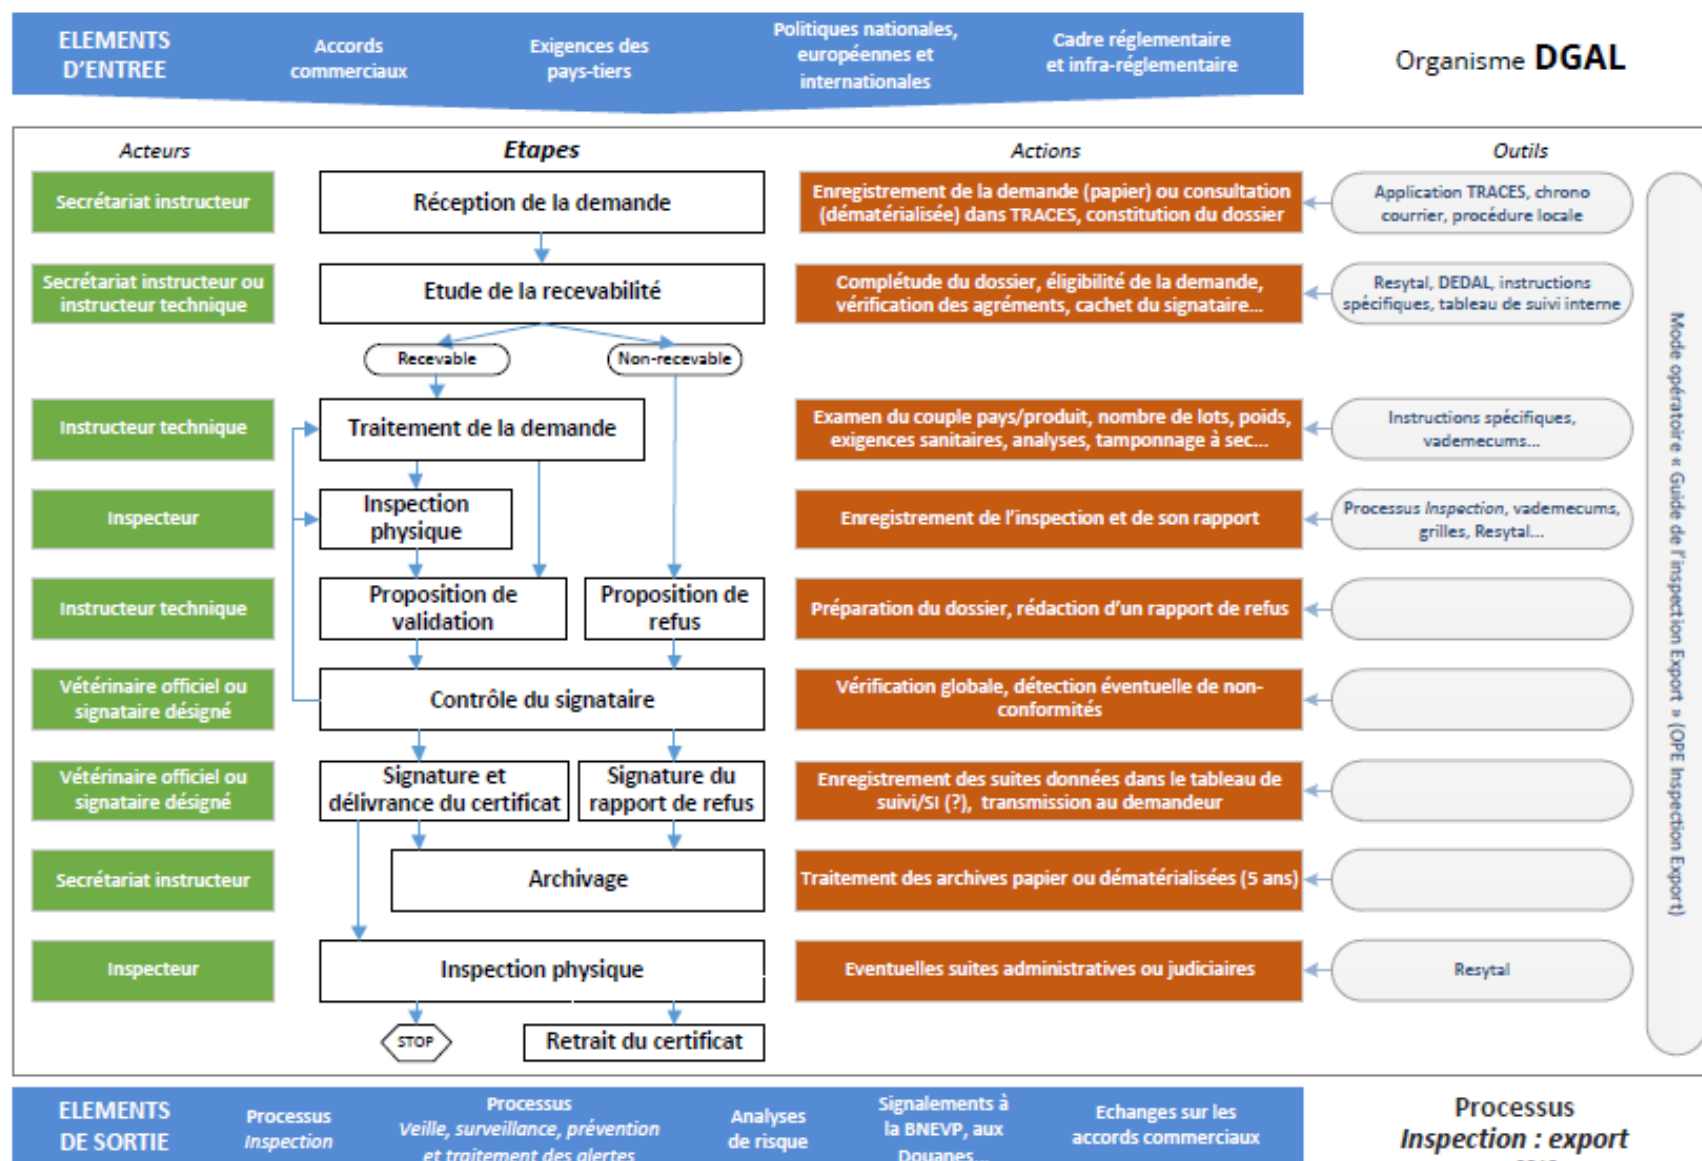 ELEMENTS
D'ENTREE
Accords
commerciaux
Exigences des
pays-tiers
Politiques nationales,
européennes et
internationales
Cadre réglementaire
et infra-réglementaire
Organisme DGAL
Acteurs
Etapes
Actions
Outils
Secrétariat instructeur
Réception de la demande
Enregistrement de la demande (papier) ou consultation
(dématérialisée) dans TRACES, constitution du dossier
Application TRACES, chrono
courrier, procédure locale
Secrétariat instructeur ou
instructeur technique
Etude de la recevabilité
Complétude du dossier, éligibilité de la demande,
vérification des agréments, cachet du signataire...
Resytal, DEDAL, instructions
spécifiques, tableau de suivi interne
Recevable
Non-recevable
Instructeur technique
Traitement de la demande
Examen du couple pays/produit, nombre de lots, poids,
exigences sanitaires, analyses, tamponnage à sec...
Instructions spécifiques,
vademecums...
Inspecteur
Inspection
physique
Enregistrement de l'inspection et de son rapport
Processus Inspection, vademecums,
grilles, Resytal...
Instructeur technique
Proposition de
validation
Proposition de
refus
Préparation du dossier, rédaction d'un rapport de refus
Vétérinaire officiel ou
signataire désigné
Contrôle du signataire
Vérification globale, détection éventuelle de non-
conformités
Vétérinaire officiel ou
signataire désigné
Signature et
délivrance du certificat
Signature du
rapport de refus
Enregistrement des suites données dans le tableau de
suivi/SI (?), transmission au demandeur
Secrétariat instructeur
Archivage
Traitement des archives papier ou dématérialisées (5 ans)
Inspecteur
Inspection physique
Eventuelles suites administratives ou judiciaires
Resytal
STOP
Retrait du certificat
Mode opératoire « Guide de l'inspection Export » (OPE Inspection Export)
ELEMENTS
DE SORTIE
Processus
Inspection
Processus
Veille, surveillance, prévention
et traitement des alertes
Analyses
de risque
Signalements à
la BNEVP, aux
Douanes...
Echanges sur les
accords commerciaux
Processus
Inspection : export